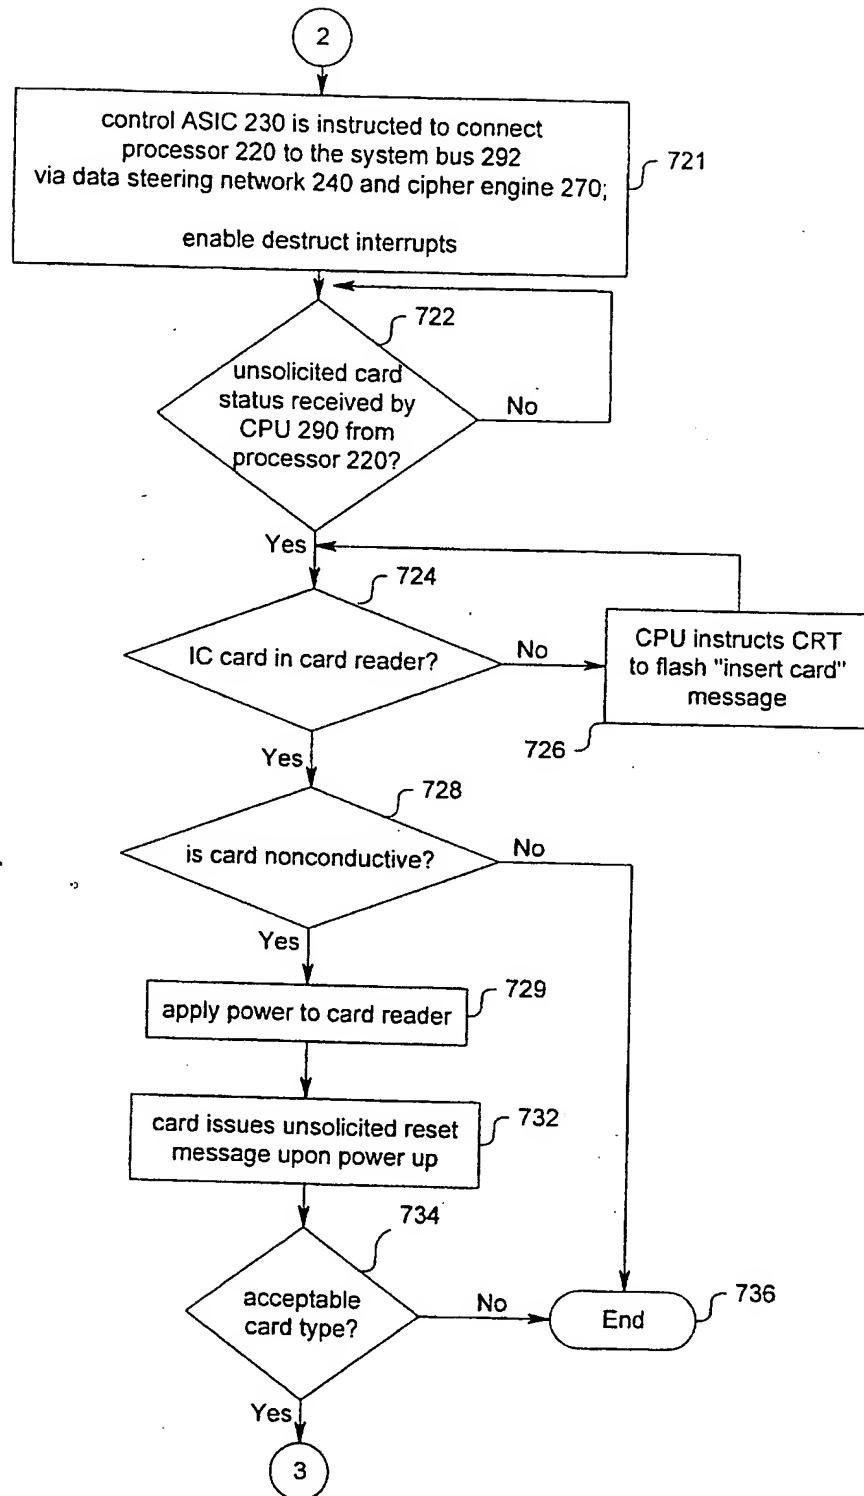 2
control ASIC 230 is instructed to connect
processor 220 to the system bus 292
via data steering network 240 and cipher engine 270;
enable destruct interrupts
721
722
unsolicited card
status received by
CPU 290 from
processor 220?
No
Yes
724
IC card in card reader?
No
CPU instructs CRT
to flash "insert card"
message
726
Yes
728
is card nonconductive?
No
Yes
729
apply power to card reader
732
card issues unsolicited reset
message upon power up
734
acceptable
card type?
No
End
736
Yes
3